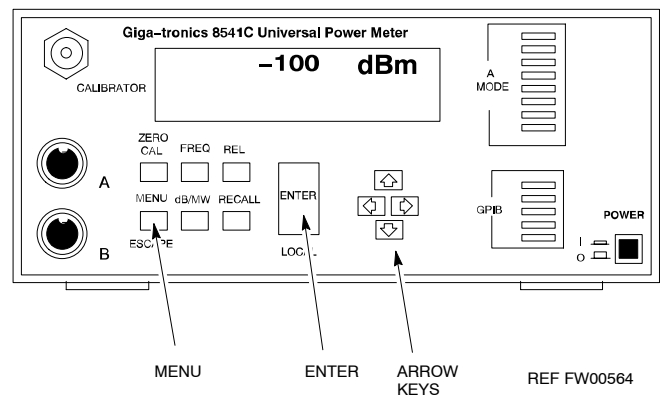 Giga–tronics 8541C Universal Power Meter
–100 dBm
CALIBRATOR
A
MODE
ZERO
CAL
FREQ
REL
A
MENU
dB/MW
RECALL
ENTER
GPIB
POWER
I
O
B
ESCAPE
LOCAL
MENU
ENTER
ARROW
KEYS
REF FW00564